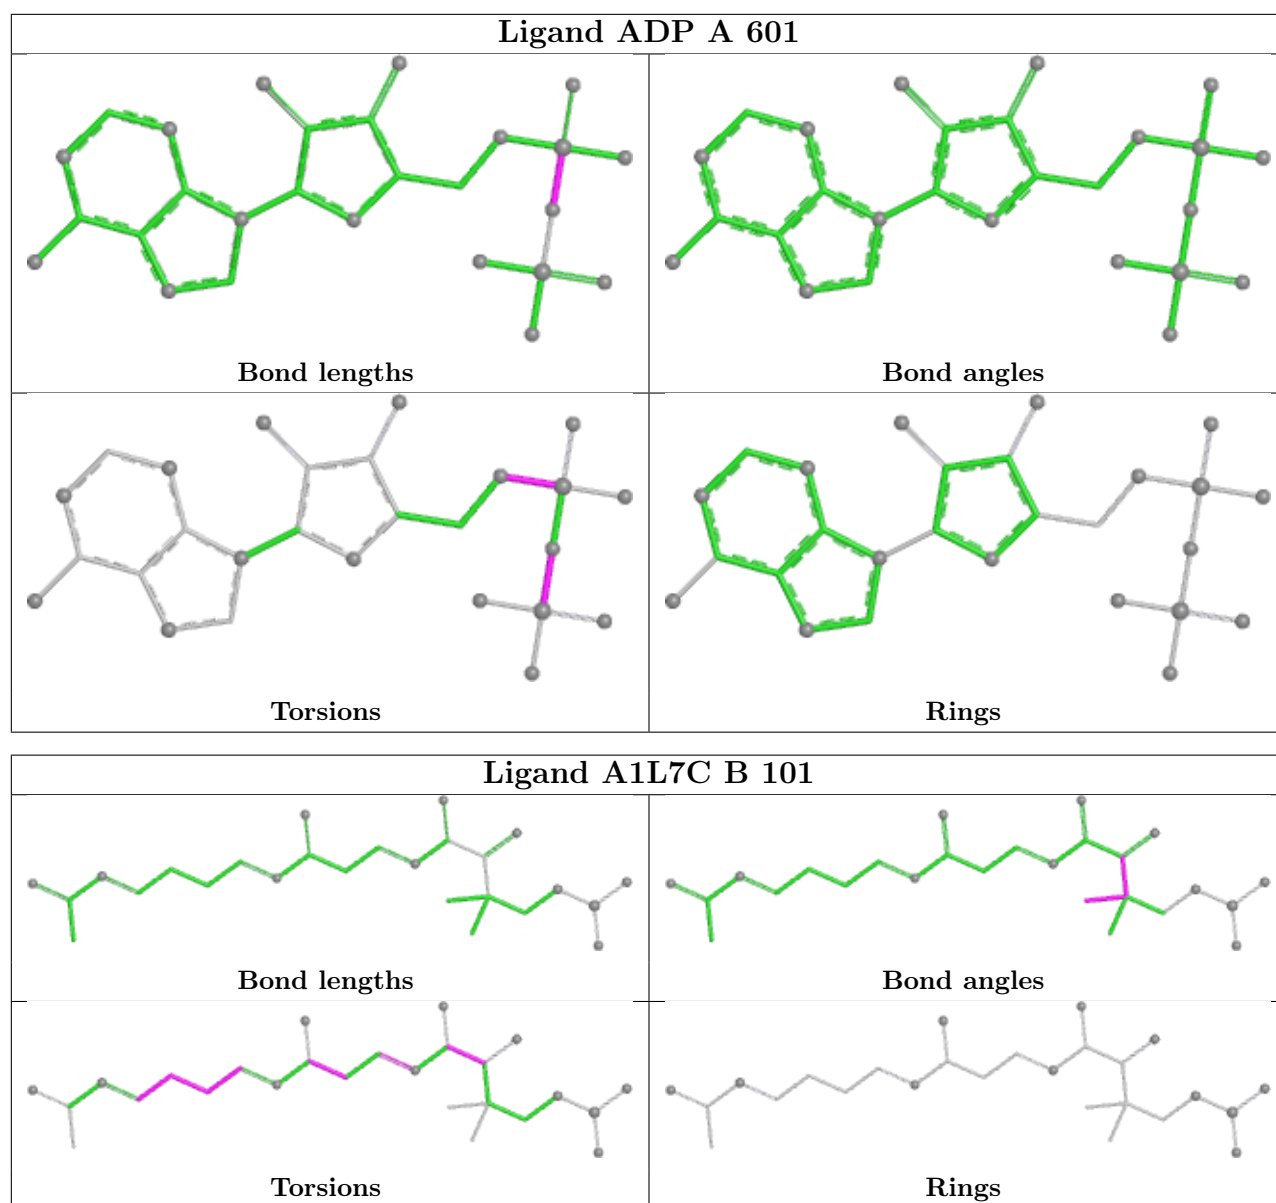 Ligand ADP A 601
Bond lengths
Bond angles
Torsions
Rings
Ligand A1L7C B 101
Bond lengths
Bond angles
Torsions
Rings